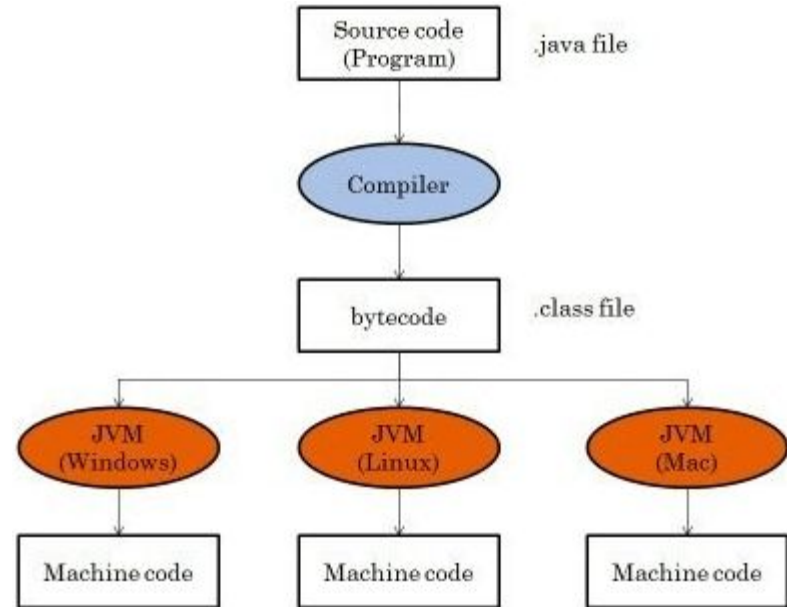 Source code
(Program)
.java file
Compiler
bytecode
.class file
JVM
(Windows)
JVM
(Linux)
JVM
(Mac)
Machine code
Machine code
Machine code